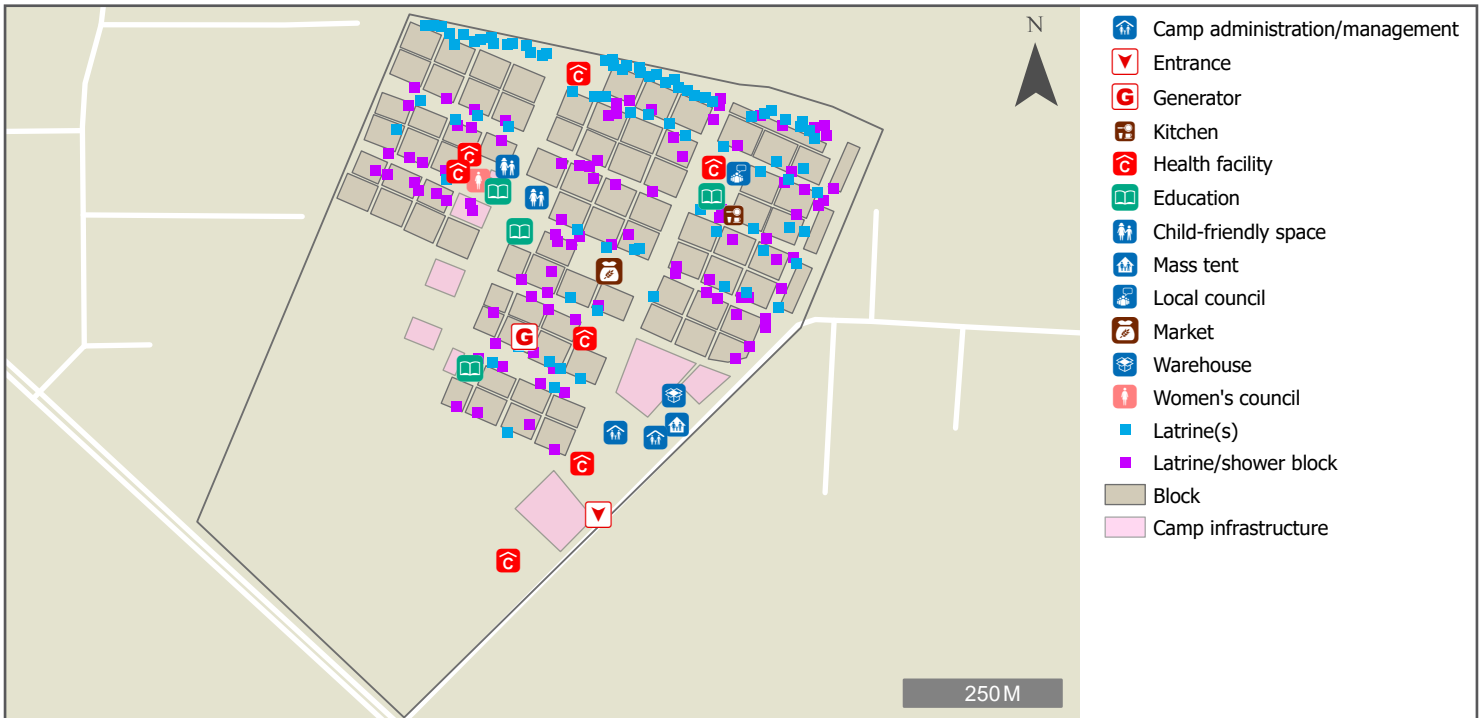 N
Camp administration/management
Entrance
G Generator
Kitchen
C Health facility
Education
Child-friendly space
Mass tent
Local council
Market
Warehouse
Women's council
Latrine(s)
Latrine/shower block
Block
Camp infrastructure
C
C
C
C
G
C
C
C
250 M